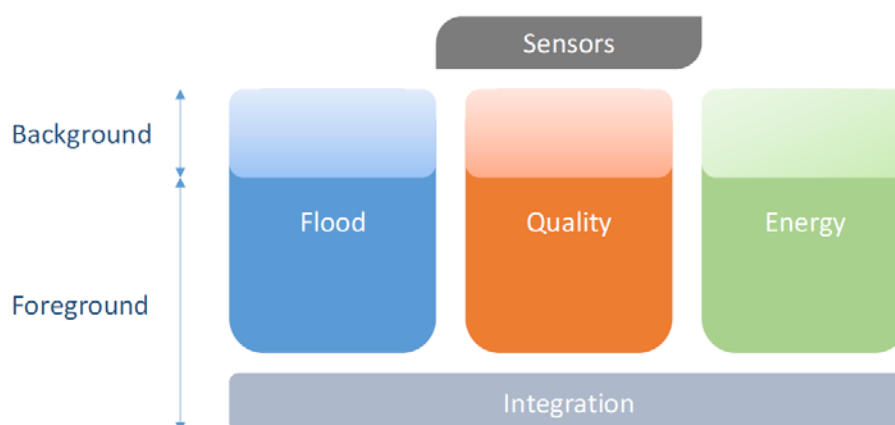 Sensors
Background
Flood
Quality
Energy
Foreground
Integration